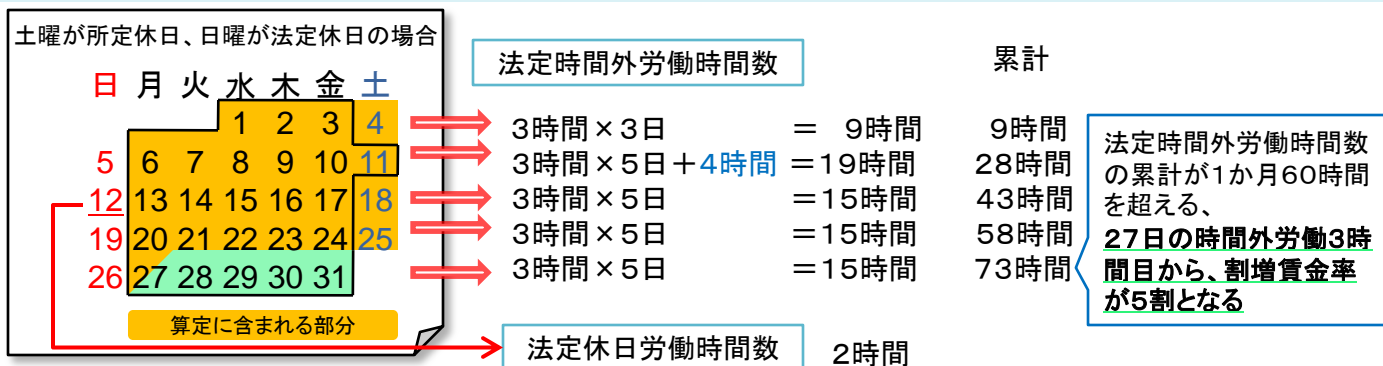 土曜が所定休日、日曜が法定休日の場合
日 月 火 水 木 金 土
1 2 3 4
5 6 7 8 9 10 11
12 13 14 15 16 17 18
19 20 21 22 23 24 25
26 27 28 29 30 31
算定に含まれる部分
法定時間外労働時間数 累計
3時間×3日 = 9時間 9時間
3時間×5日+4時間 =19時間 28時間
3時間×5日 =15時間 43時間
3時間×5日 =15時間 58時間
3時間×5日 =15時間 73時間
法定時間外労働時間数
の累計が1か月60時間
を超える、
27日の時間外労働3時
間目から、割増賃金率
が5割となる
法定休日労働時間数 2時間